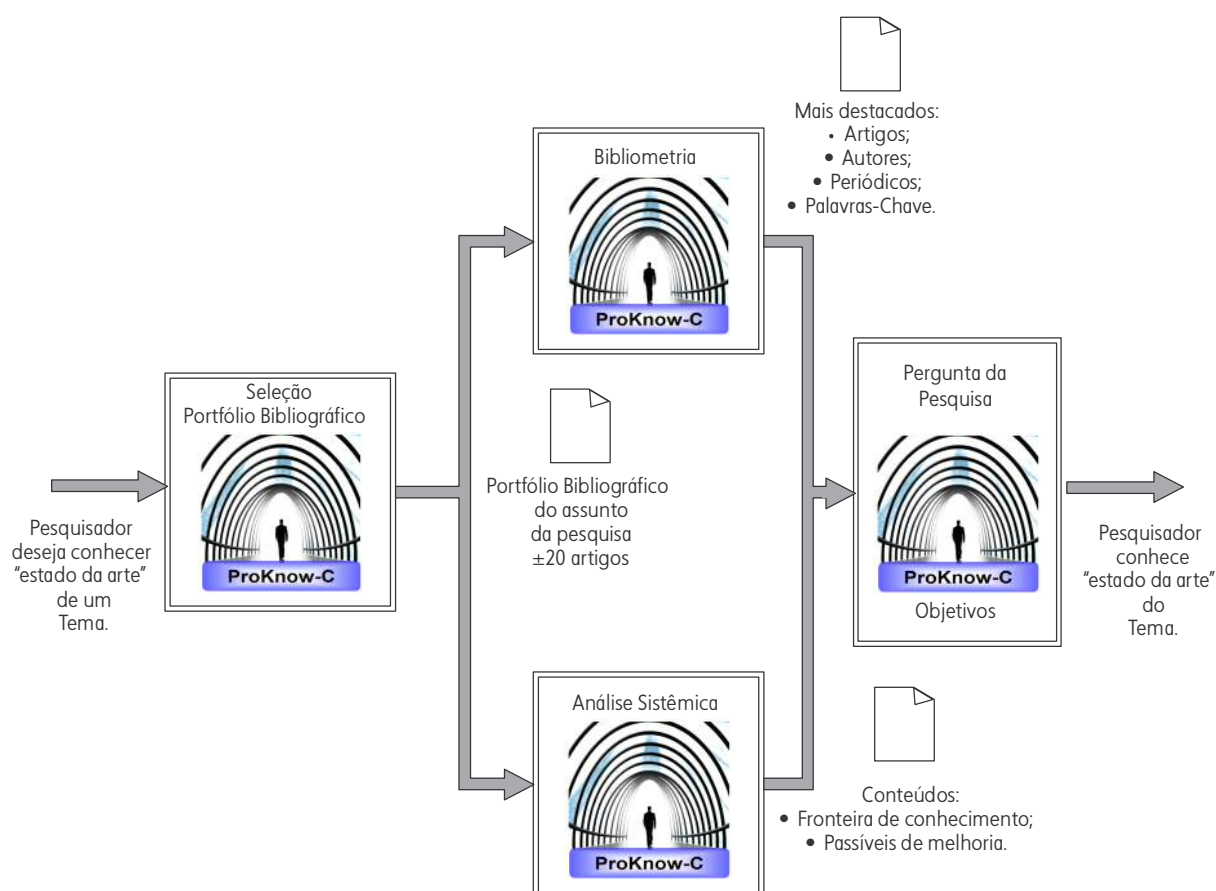 Pesquisador
deseja conhecer
“estado da arte”
de um
Tema.
Seleção
Portfólio Bibliográfico
ProKnow-C
Bibliometria
ProKnow-C
Mais destacados:
• Artigos;
• Autores;
• Periódicos;
• Palavras-Chave.
Portfólio Bibliográfico
do assunto
da pesquisa
±20 artigos
Análise Sistêmica
ProKnow-C
Conteúdos:
• Fronteira de conhecimento;
• Passíveis de melhoria.
Pergunta da
Pesquisa
ProKnow-C
Objetivos
Pesquisador
conhece
“estado da arte”
do
Tema.